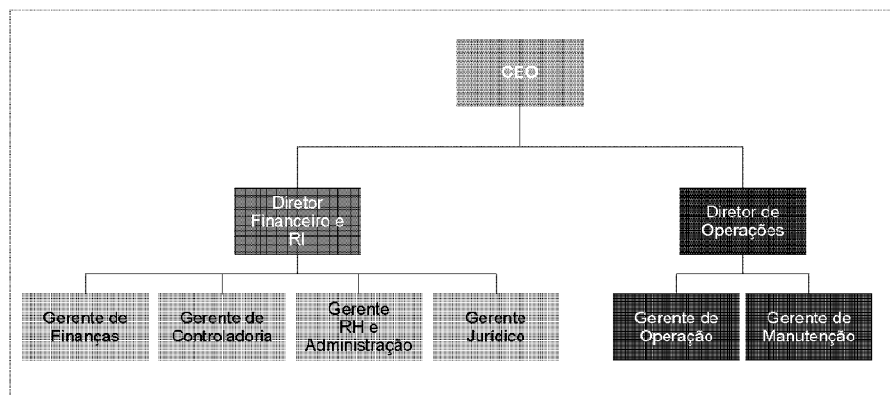 CEO
Diretor
Financeiro e
RI
Diretor de
Operações
Gerente de
Finanças
Gerente de
Controladoria
Gerente
RH e
Administração
Gerente
Jurídico
Gerente de
Operação
Gerente de
Manutenção